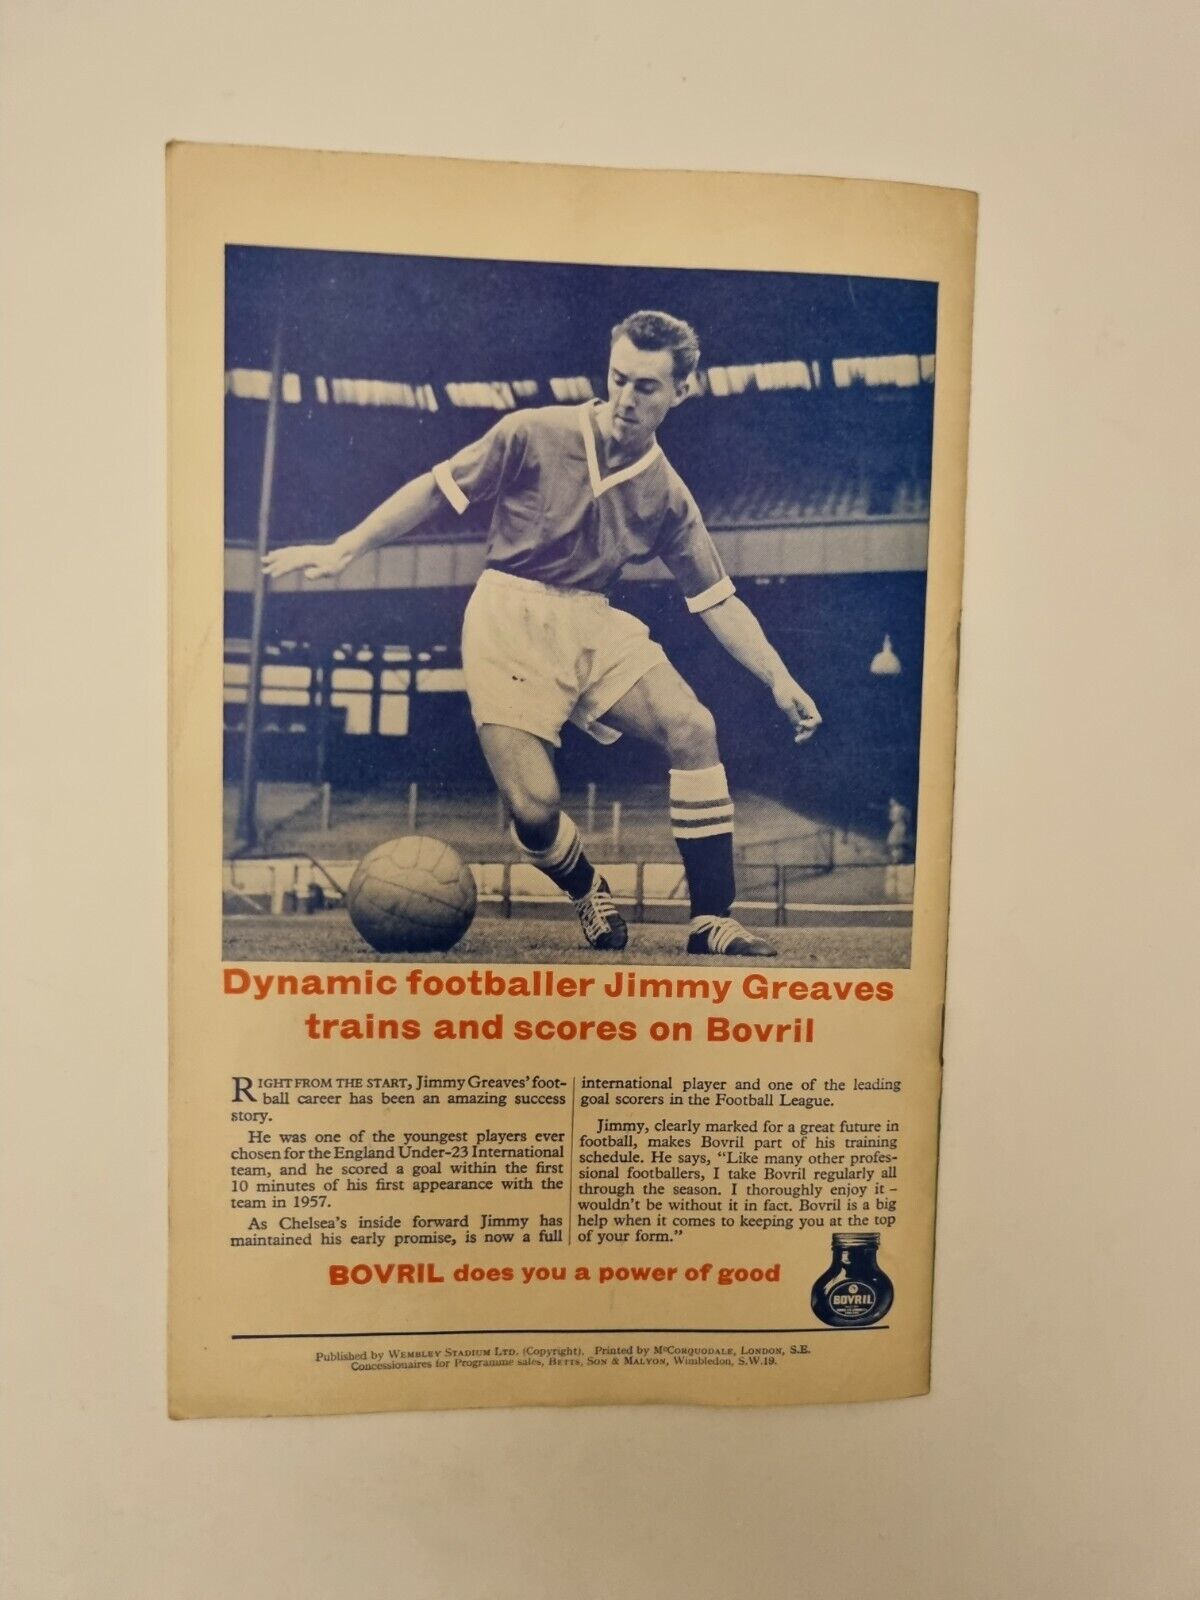 Dynamic footballer Jimmy Greaves
trains and scores on Bovril
RIGHT FROM THE START, Jimmy Greaves' foot-
ball career has been an amazing success
story.
He was one of the youngest players ever
chosen for the England Under-23 International
team, and he scored a goal within the first
10 minutes of his first appearance with the
team in 1957.
As Chelsea's inside forward Jimmy has
maintained his early promise, is now a full
international player and one of the leading
goal scorers in the Football League.
Jimmy, clearly marked for a great future in
football, makes Bovril part of his training
schedule. He says, "Like many other profes-
sional footballers, I take Bovril regularly all
through the season. I thoroughly enjoy it –
wouldn't be without it in fact. Bovril is a big
help when it comes to keeping you at the top
of your form."
BOVRIL does you a power of good
BOVRIL
Published by WEMBLEY STADIUM LTD. (Copyright). Printed by McCORQUODALE, LONDON, S.E.
Concessionaires for Programme sales, BETTS, SON & MALYON, Wimbledon, S.W.19.